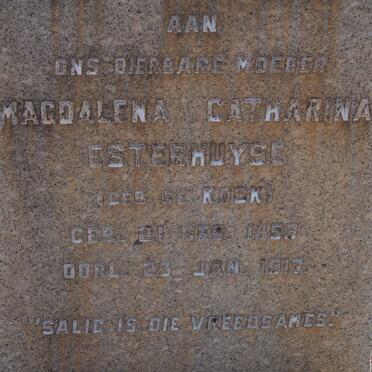 AAN
ONS DIERBARE MOEDER
MAGDALENA CATHARINA
ESTERHUYSE
(GEB. DE KOCK)
GEB. 21 FEB. 1858
OORL. 23 JAN. 1917.
"SALIG IS DIE VREEDSAMES."